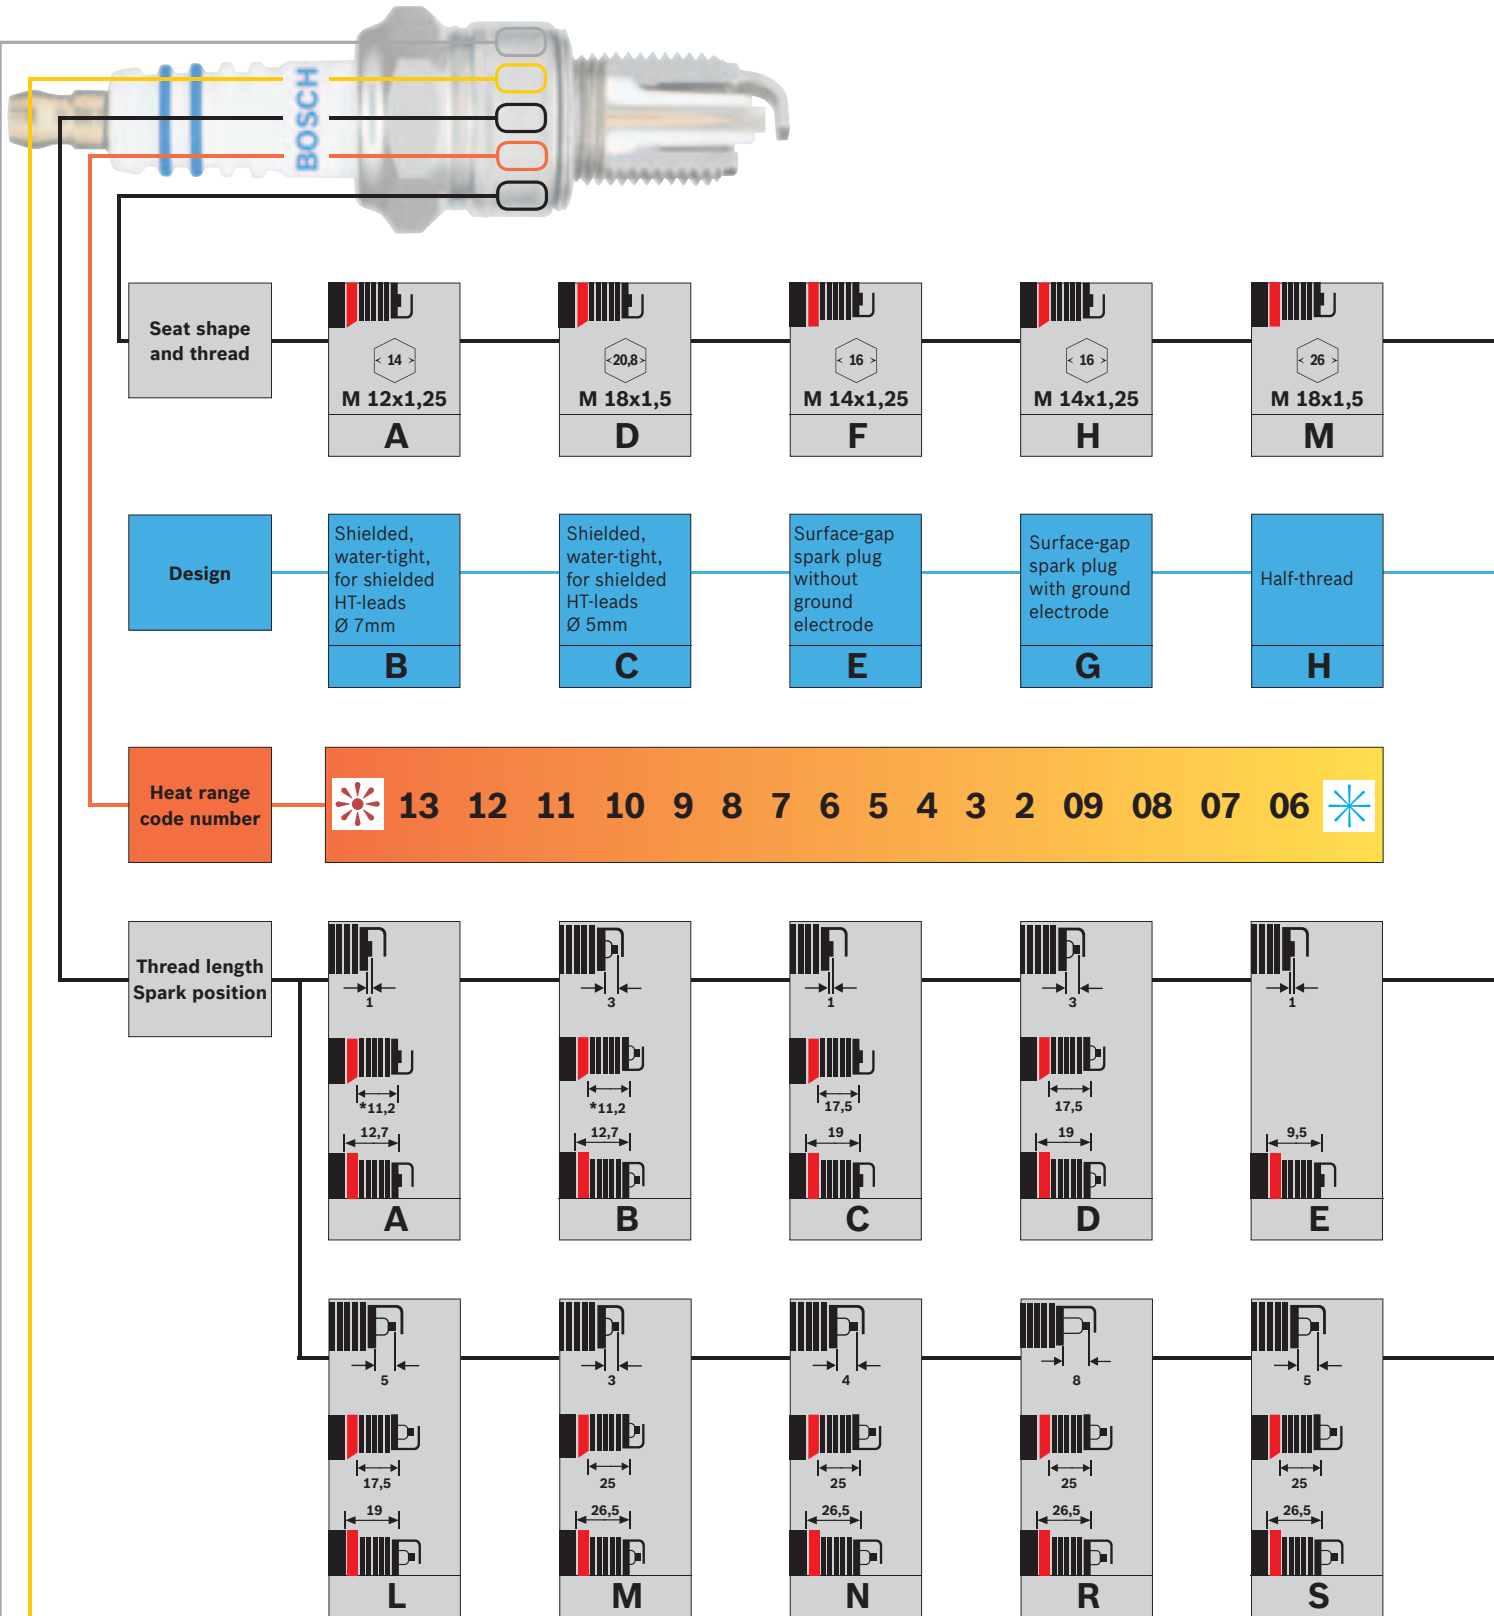 BOSCH
Seat shape
and thread
14
M 12x1,25
A
20,8
M 18x1,5
D
16
M 14x1,25
F
16
M 14x1,25
H
26
M 18x1,5
M
Design
Shielded,
water-tight,
for shielded
HT-leads
Ø 7mm
B
Shielded,
water-tight,
for shielded
HT-leads
Ø 5mm
C
Surface-gap
spark plug
without
ground
electrode
E
Surface-gap
spark plug
with ground
electrode
G
Half-thread
H
Heat range
code number
13 12 11 10 9 8 7 6 5 4 3 2 09 08 07 06
Thread length
Spark position
1
*11,2
12,7
A
3
*11,2
12,7
B
1
17,5
19
C
3
17,5
19
D
1
9,5
E
5
17,5
19
L
3
25
26,5
M
4
25
26,5
N
8
25
26,5
R
5
25
26,5
S